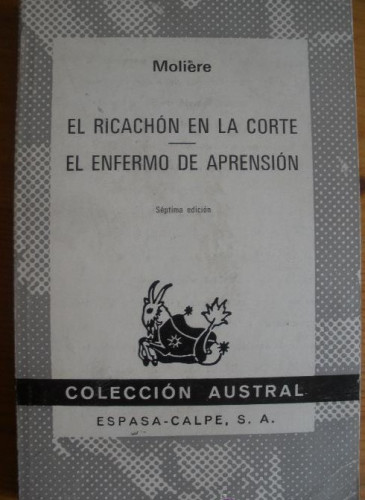 Molière
EL RICACHÓN EN LA CORTE
EL ENFERMO DE APRENSIÓN
Séptima edición
COLECCIÓN AUSTRAL
ESPASA-CALPE, S. A.